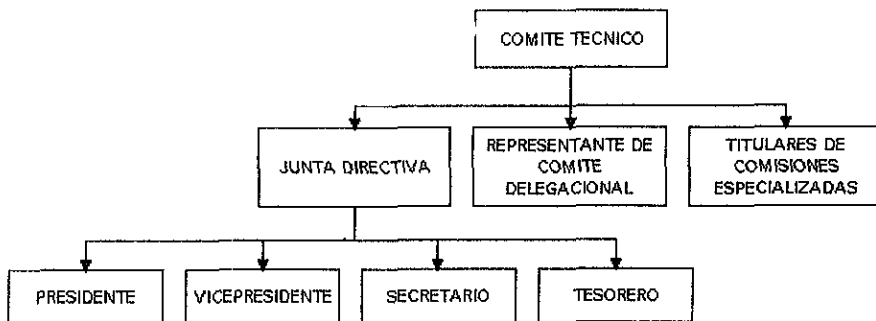 COMITE TECNICO
JUNTA DIRECTIVA
REPRESENTANTE DE
COMITE
DELEGACIONAL
TITULARES DE
COMISIONES
ESPECIALIZADAS
PRESIDENTE
VICEPRESIDENTE
SECRETARIO
TESORERO